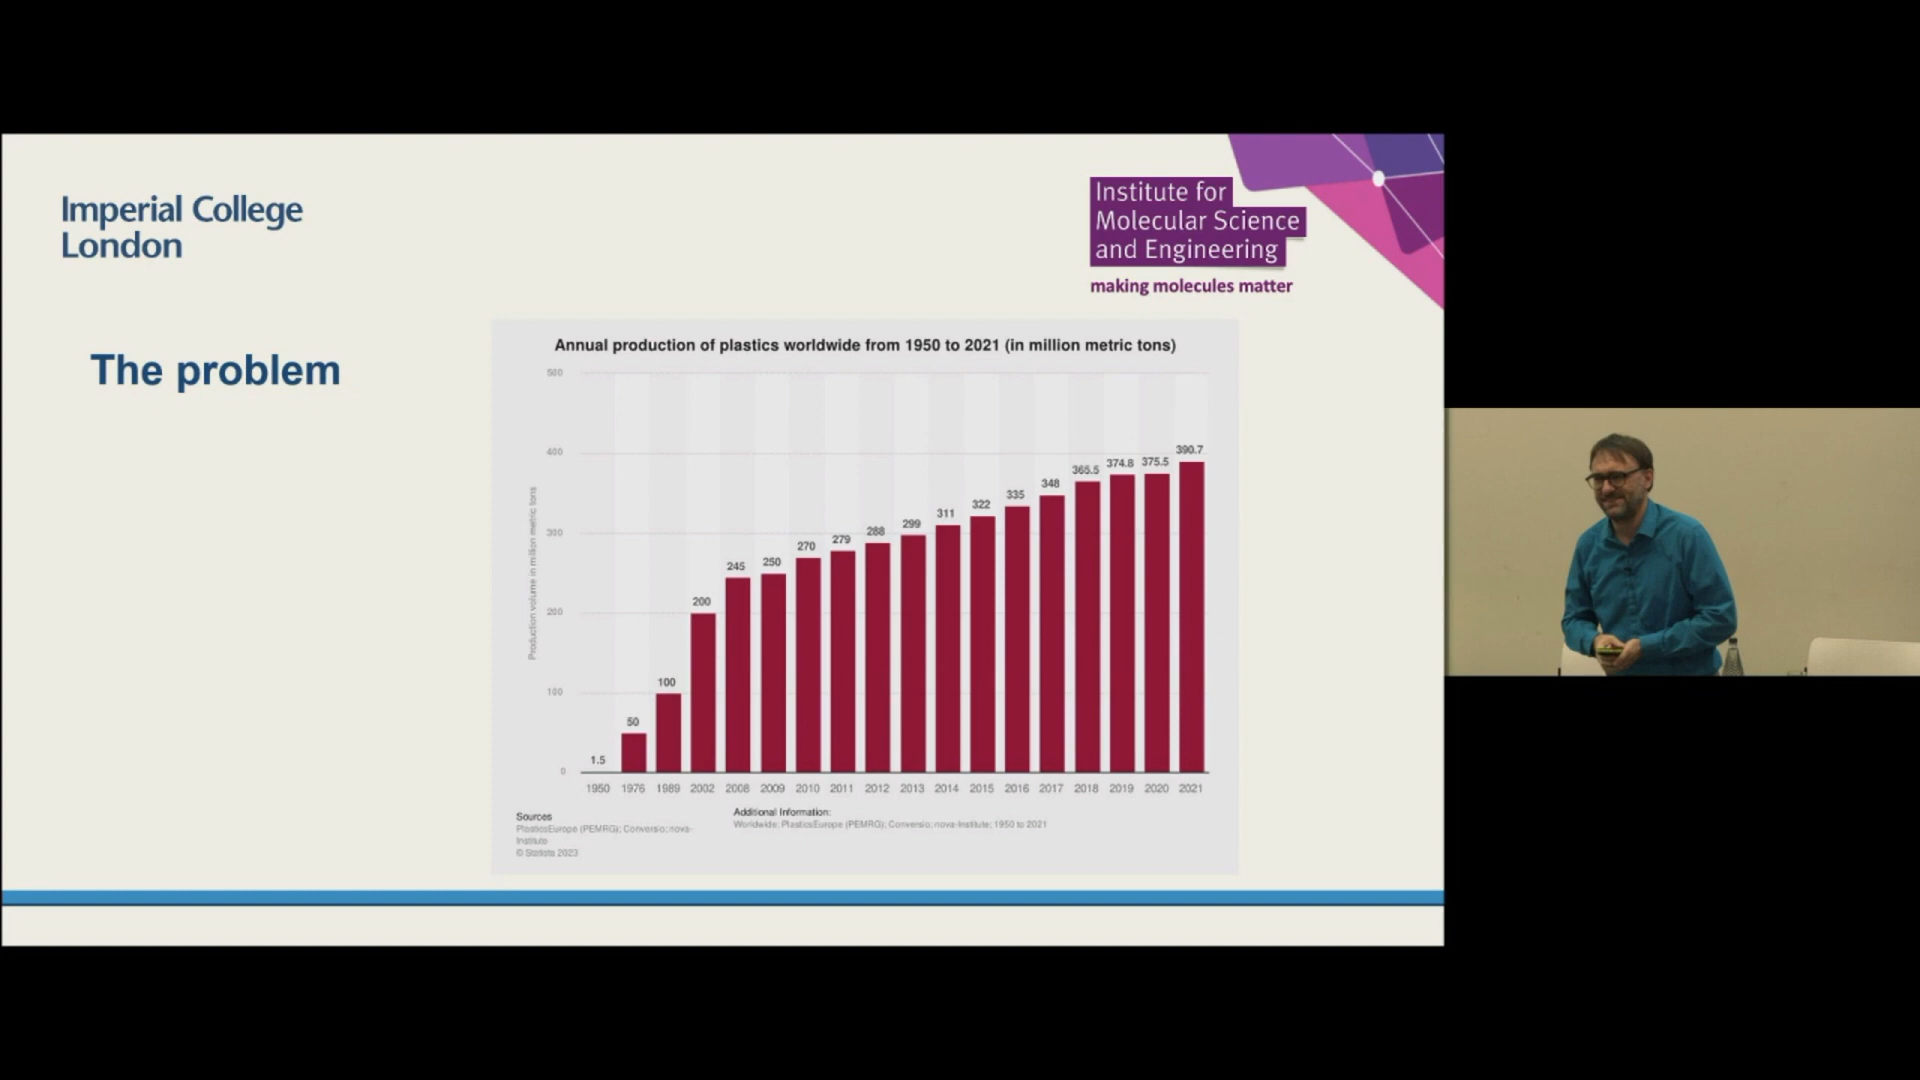 Imperial College
London
Institute for
Molecular Science
and Engineering
making molecules matter
The problem
Annual production of plastics worldwide from 1950 to 2021 (in million metric tons)
Production volume in million metric tons
500
400
300
200
100
0
1.5
50
100
200
245
250
270
279
288
299
311
322
335
348
365.5
374.8
375.5
390.7
1950 1976 1989 2002 2008 2009 2010 2011 2012 2013 2014 2015 2016 2017 2018 2019 2020 2021
Sources
PlasticsEurope (PEMRG); Conversio; nova-
Institute
© Statista 2023
Additional Information:
Worldwide; PlasticsEurope (PEMRG); Conversio; nova-Institute; 1950 to 2021